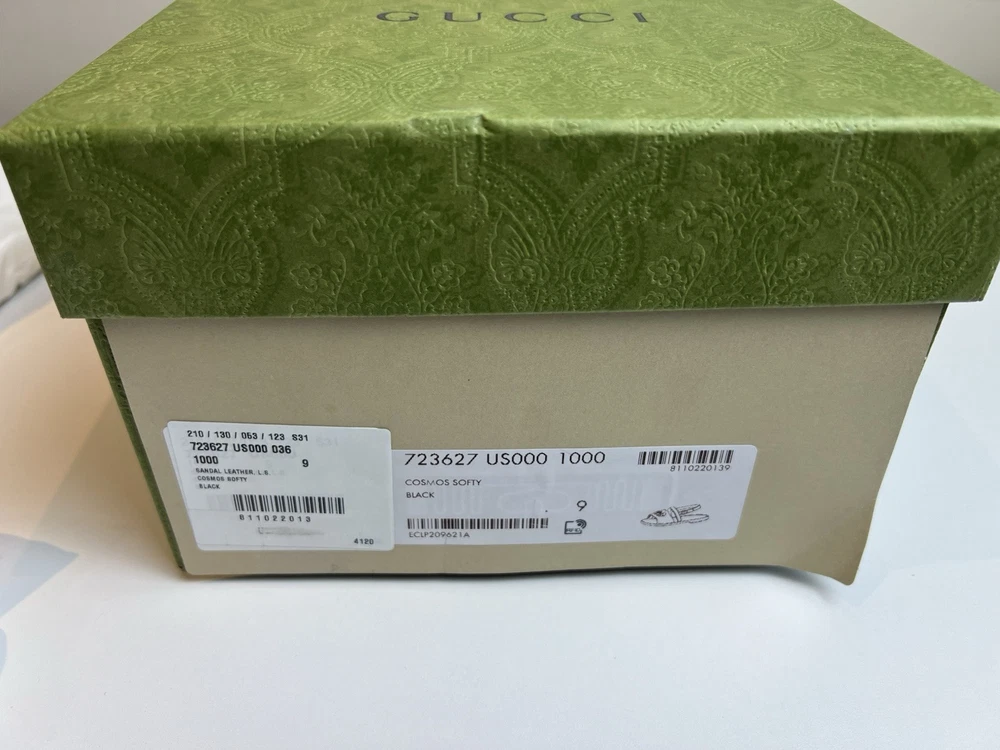 GUCCI
210 / 130 / 063 / 123 S31
723627 US000 036
1000 9
SANDAL LEATHER. L.S.
COSMOS SOFTY
BLACK
811022013
4120
723627 US000 1000
8110220139
COSMOS SOFTY
BLACK
9
ECLP209621A